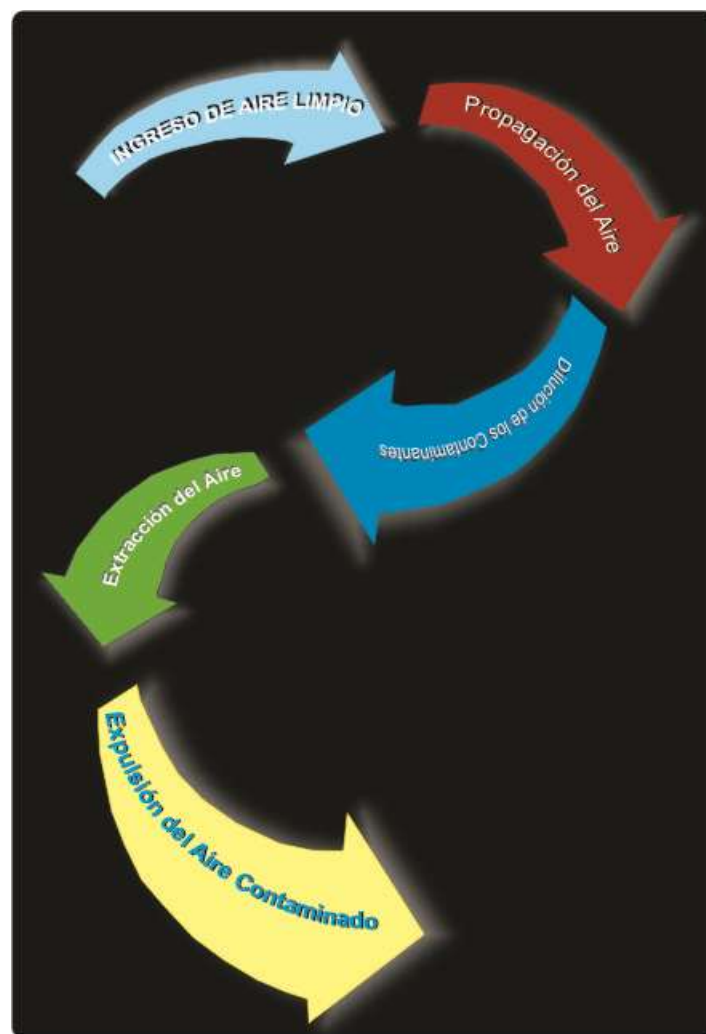 INGRESO DE AIRE LIMPIO
Propagación del Aire
Dilución de los Contaminantes
Extracción del Aire
Expulsión del Aire Contaminado